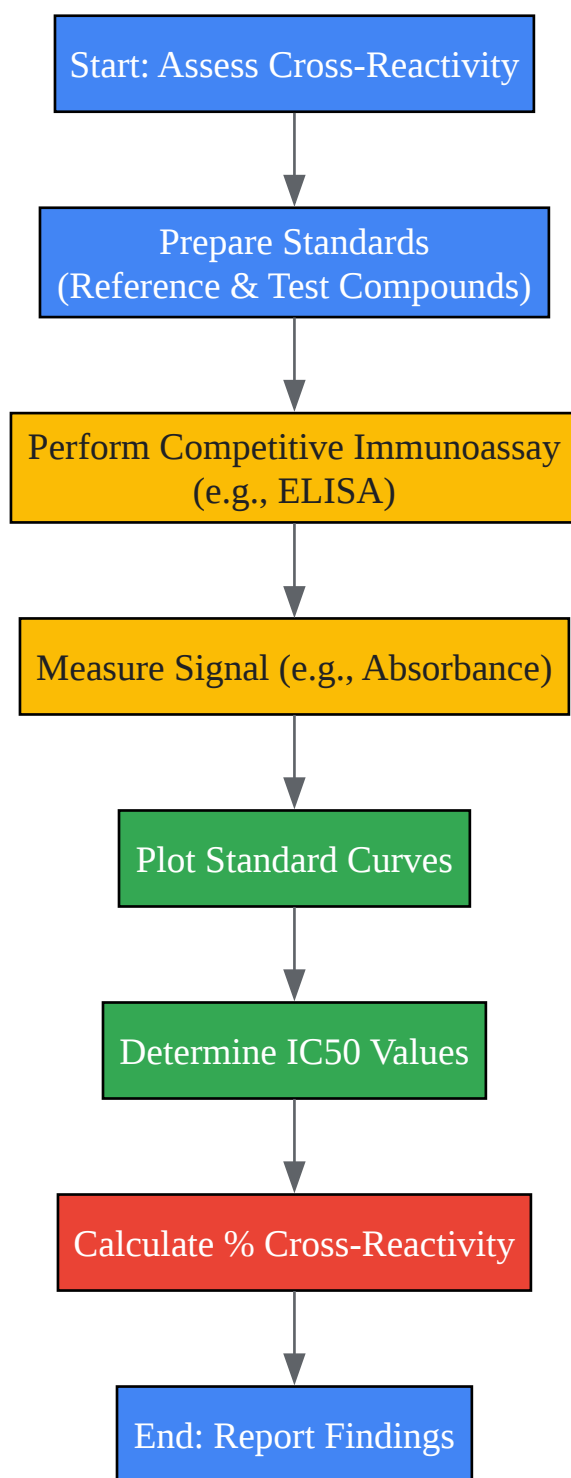 Start: Assess Cross-Reactivity
Prepare Standards
(Reference & Test Compounds)
Perform Competitive Immunoassay
(e.g., ELISA)
Measure Signal (e.g., Absorbance)
Plot Standard Curves
Determine IC50 Values
Calculate % Cross-Reactivity
End: Report Findings